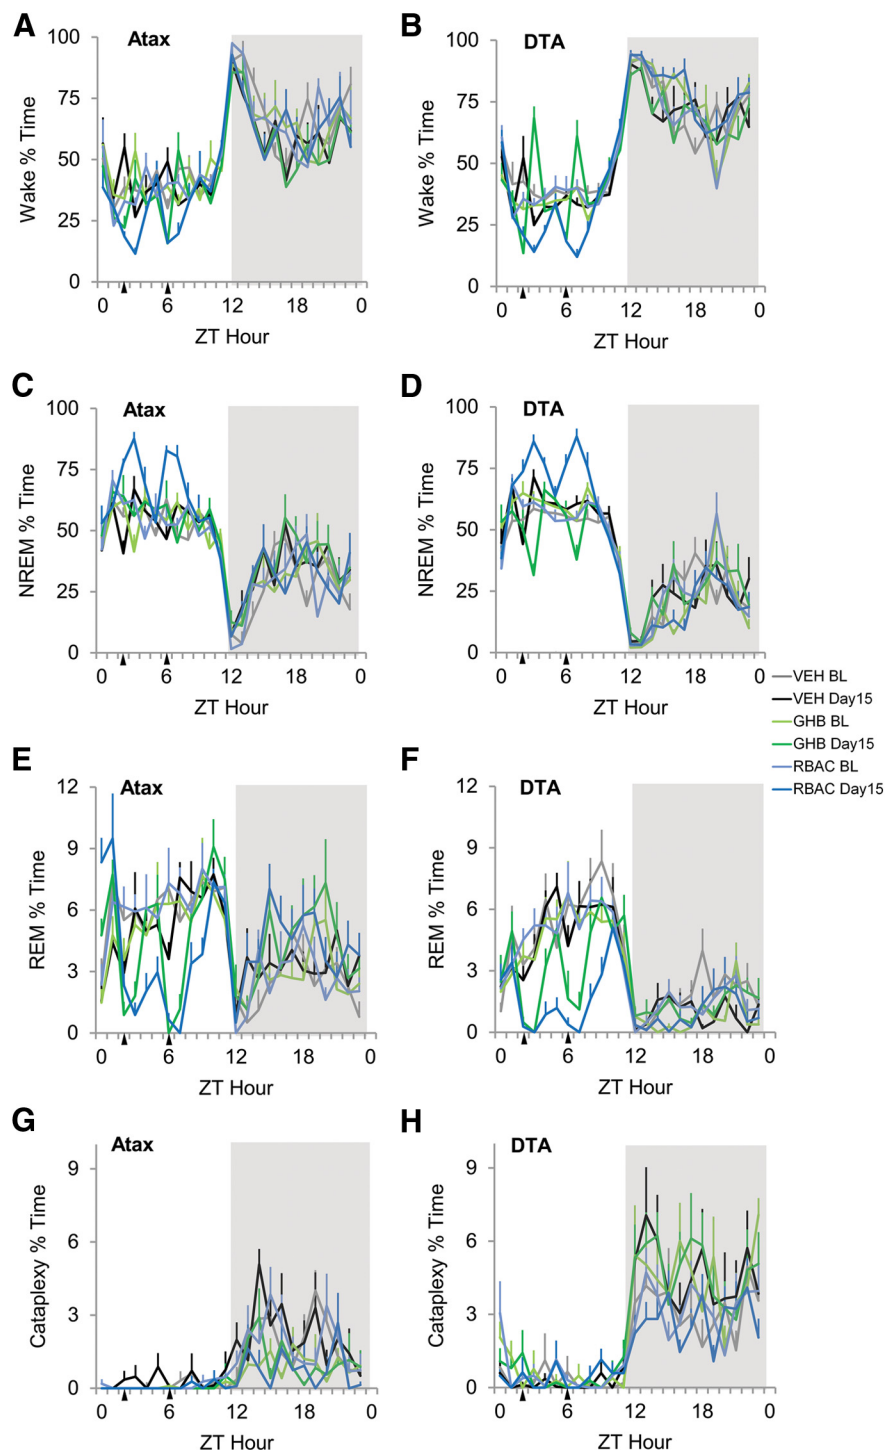 A
Atax
Wake % Time
100
75
50
25
0
0 6 12 18 0
ZT Hour
B
DTA
Wake % Time
100
75
50
25
0
0 6 12 18 0
ZT Hour
C
Atax
NREM % Time
100
75
50
25
0
0 6 12 18 0
ZT Hour
D
DTA
NREM % Time
100
75
50
25
0
0 6 12 18 0
ZT Hour
VEH BL
VEH Day15
GHB BL
GHB Day15
RBAC BL
RBAC Day15
E
Atax
REM % Time
12
9
6
3
0
0 6 12 18 0
ZT Hour
F
DTA
REM % Time
12
9
6
3
0
0 6 12 18 0
ZT Hour
G
Atax
Cataplexy % Time
9
6
3
0
0 6 12 18 0
ZT Hour
H
DTA
Cataplexy % Time
9
6
3
0
0 6 12 18 0
ZT Hour